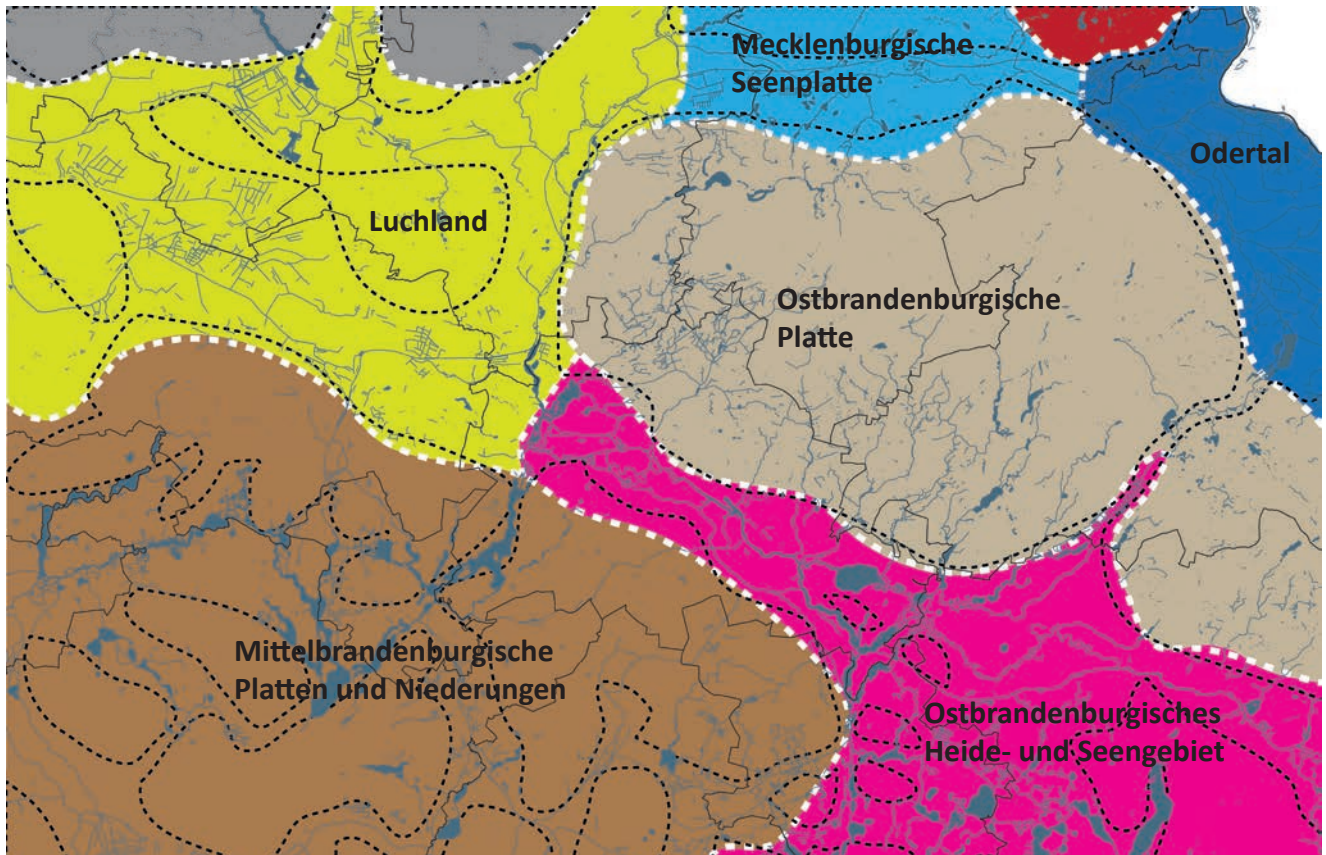 Mecklenburgische
Seenplatte
Odertal
Luchland
Ostbrandenburgische
Platte
Mittelbrandenburgische
Platten und Niederungen
Ostbrandenburgisches
Heide- und Seengebiet